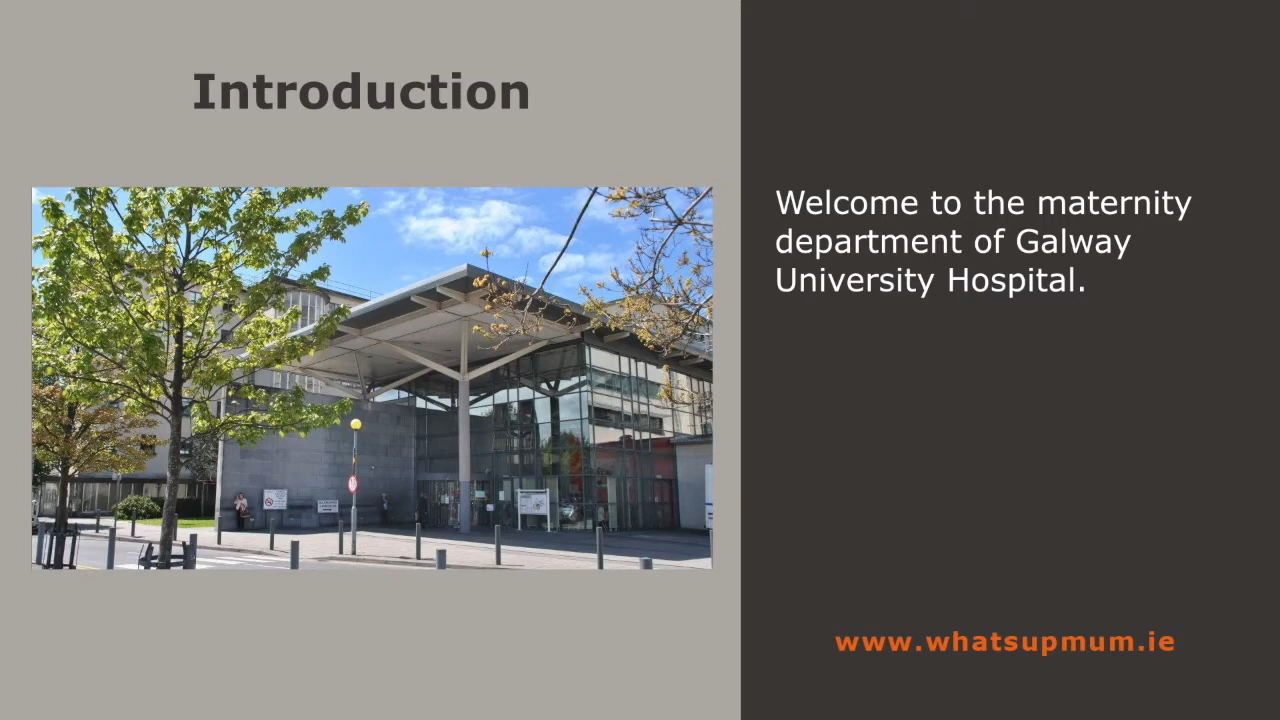 Introduction
Welcome to the maternity
department of Galway
University Hospital.
www.whatsupmum.ie